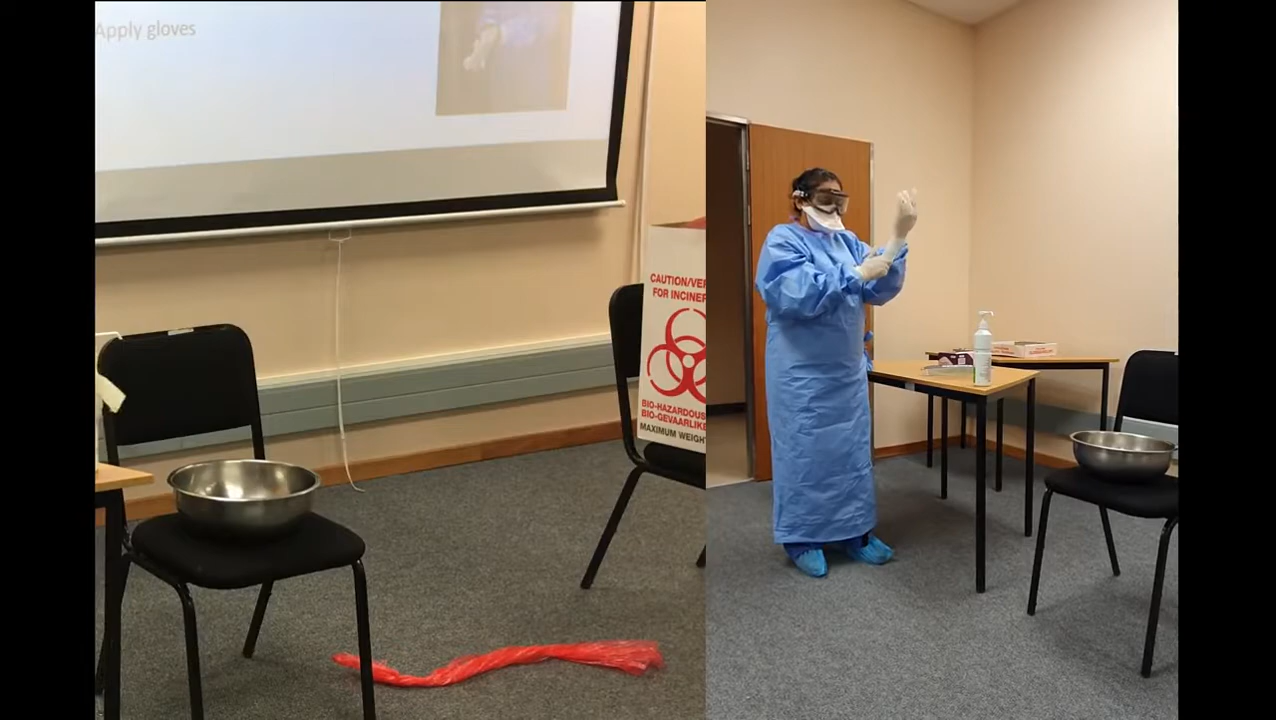 Apply gloves
CAUTION/VE
FOR INCINER
BIO-HAZARDOUS
BIO-GEVAARLIKE
MAXIMUM WEIGHT